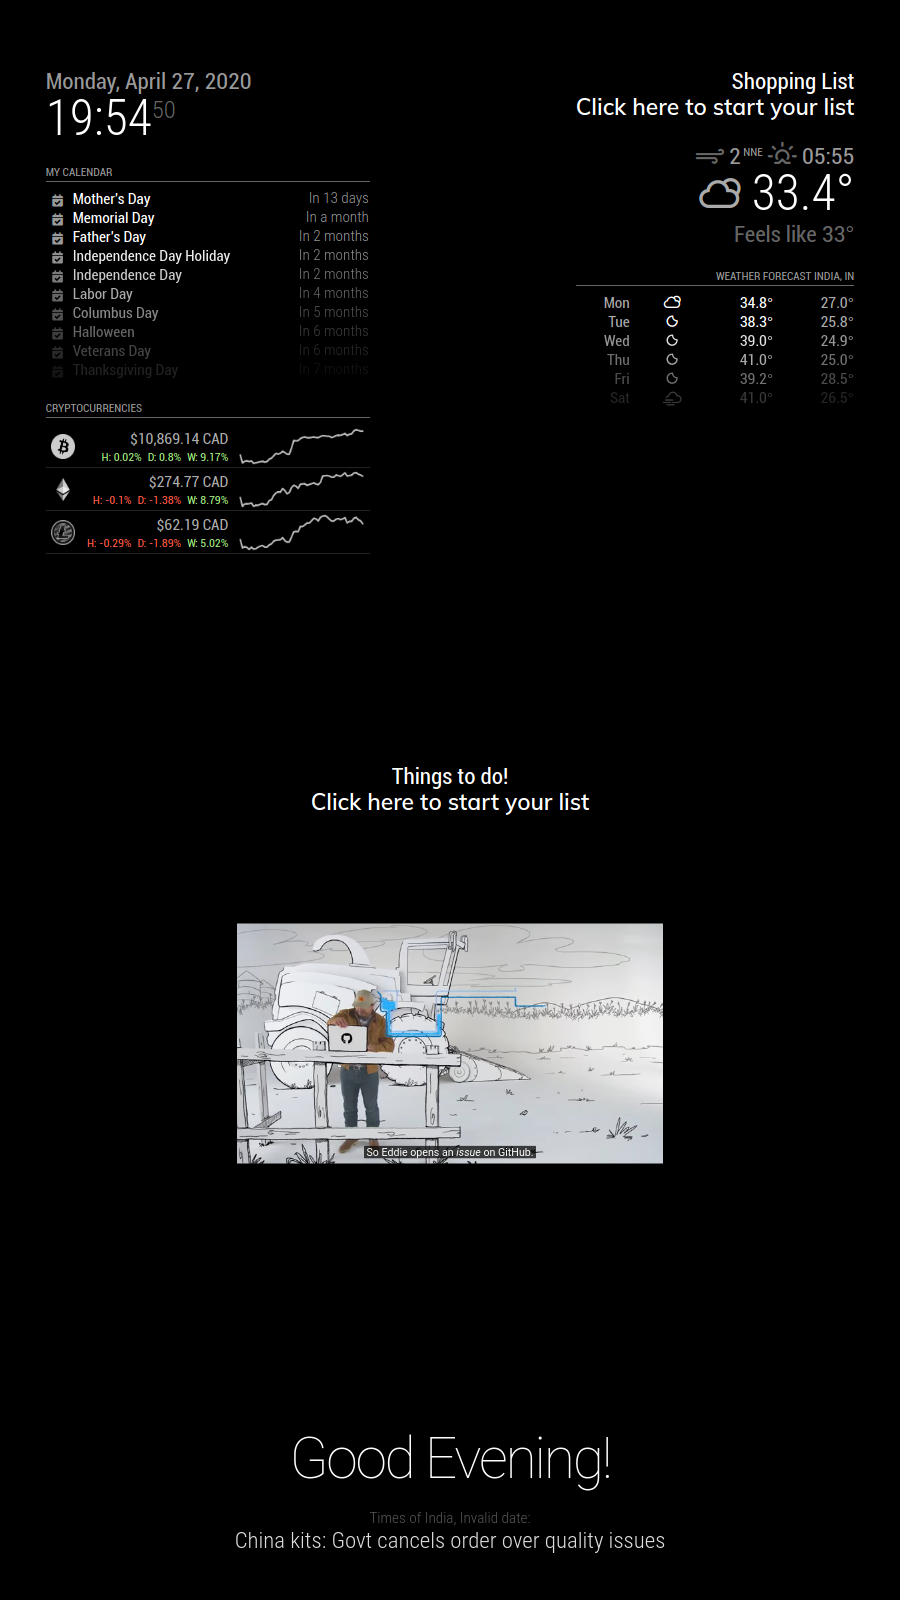 Monday, April 27, 2020
19:54 50
MY CALENDAR
Mother's Day In 13 days
Memorial Day In a month
Father's Day In 2 months
Independence Day Holiday In 2 months
Independence Day In 2 months
Labor Day In 4 months
Columbus Day In 5 months
Halloween In 6 months
Veterans Day In 6 months
Thanksgiving Day In 7 months
CRYPTOCURRENCIES
$10,869.14 CAD
H: 0.02% D: 0.8% W: 9.17%
$274.77 CAD
H: -0.1% D: -1.38% W: 8.79%
$62.19 CAD
H: -0.29% D: -1.89% W: 5.02%
Shopping List
Click here to start your list
2 NNE 05:55
33.4°
Feels like 33°
WEATHER FORECAST INDIA, IN
Mon 34.8° 27.0°
Tue 38.3° 25.8°
Wed 39.0° 24.9°
Thu 41.0° 25.0°
Fri 39.2° 28.5°
Sat 41.0° 26.5°
Things to do!
Click here to start your list
So Eddie opens an issue on GitHub.
Good Evening!
Times of India, Invalid date:
China kits: Govt cancels order over quality issues